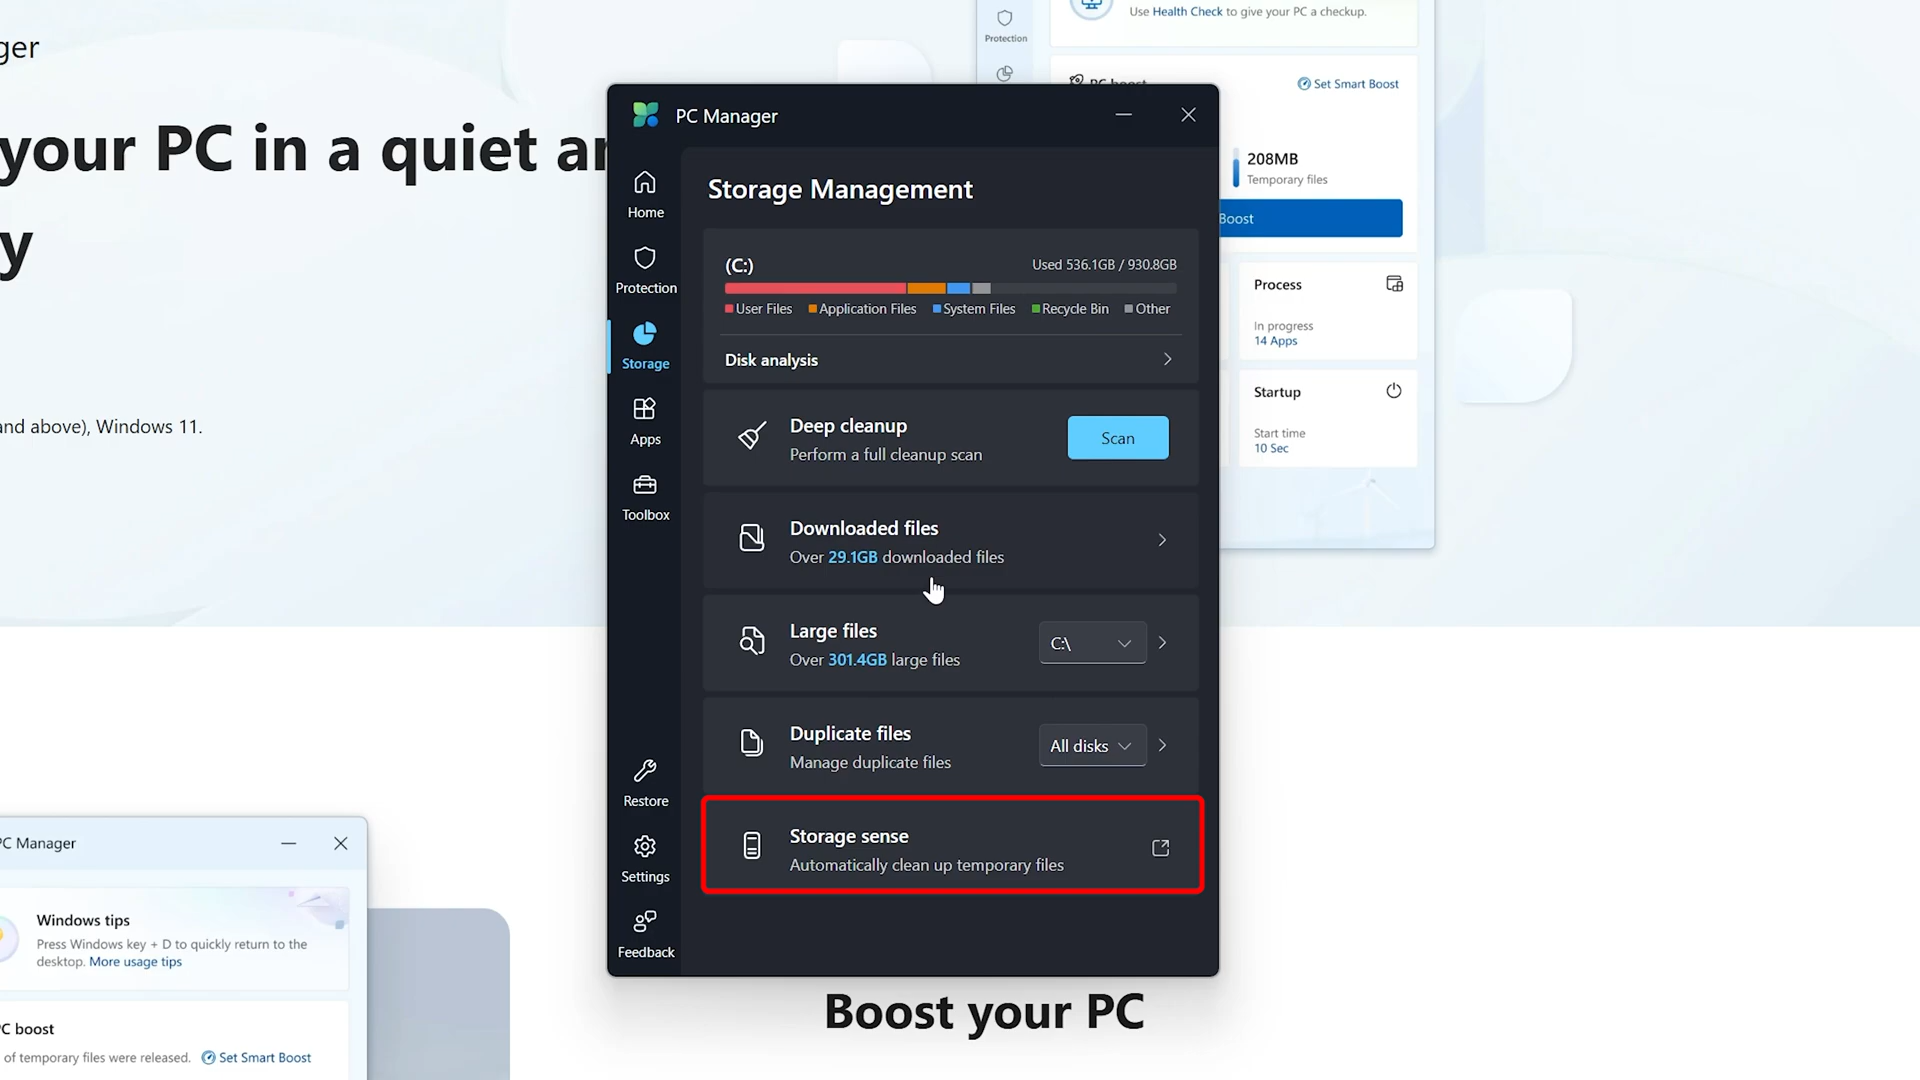 ger
your PC in a quiet
y
and above), Windows 11.
Use Health Check to give your PC a checkup.
Protection
PC boost
Set Smart Boost
208MB
Temporary files
Boost
Process
In progress
14 Apps
Startup
Start time
10 Sec
PC Manager
Home
Protection
Storage
Apps
Toolbox
Restore
Settings
Feedback
Storage Management
(C:)
Used 536.1GB / 930.8GB
User Files Application Files System Files Recycle Bin Other
Disk analysis
Deep cleanup
Perform a full cleanup scan
Scan
Downloaded files
Over 29.1GB downloaded files
Large files
Over 301.4GB large files
C:\
Duplicate files
Manage duplicate files
All disks
Storage sense
Automatically clean up temporary files
PC Manager
Windows tips
Press Windows key + D to quickly return to the
desktop. More usage tips
PC boost
of temporary files were released. Set Smart Boost
Boost your PC